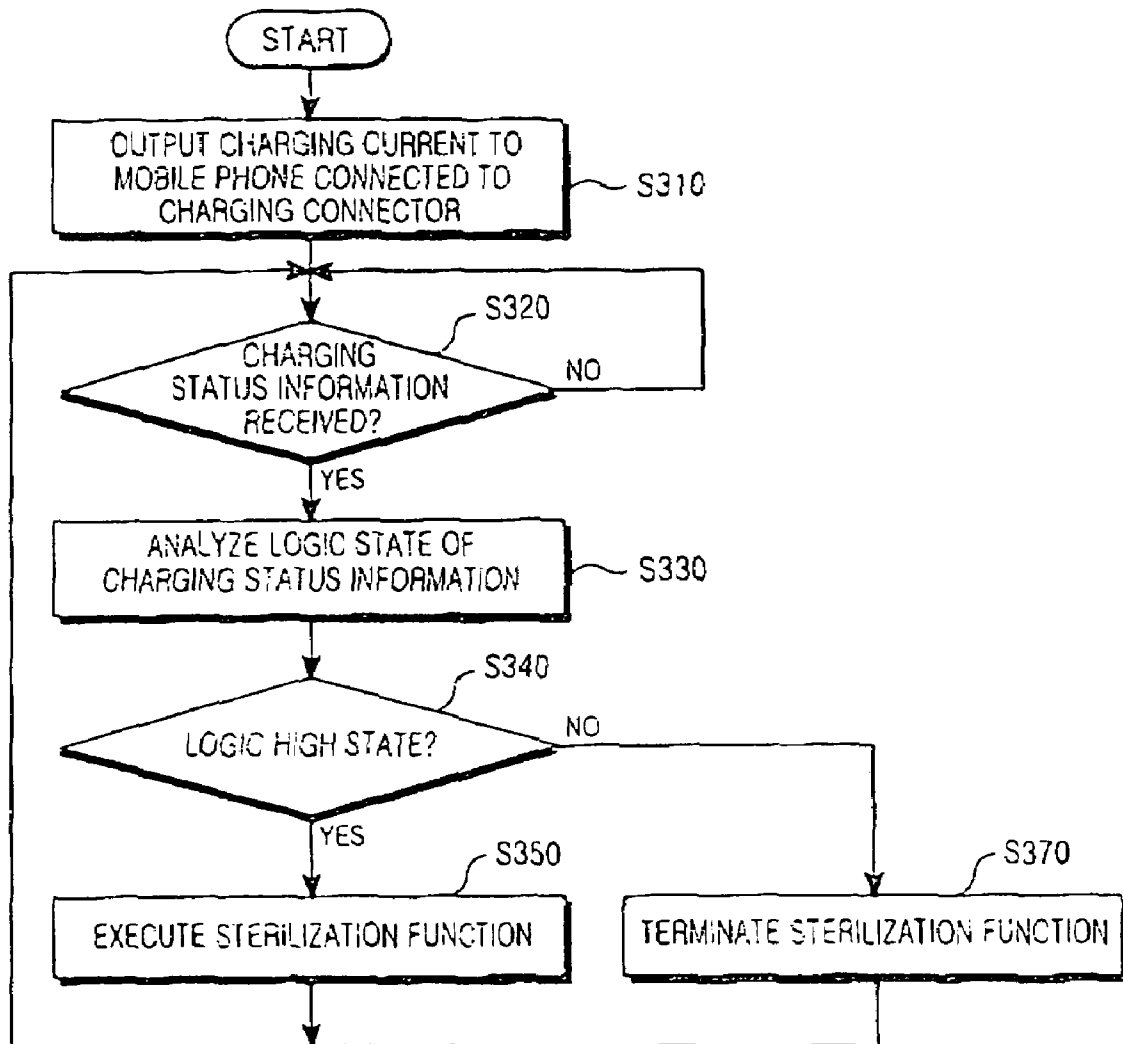 START
OUTPUT CHARGING CURRENT TO
MOBILE PHONE CONNECTED TO
CHARGING CONNECTOR
S310
S320
CHARGING
STATUS INFORMATION
RECEIVED?
NO
YES
ANALYZE LOGIC STATE OF
CHARGING STATUS INFORMATION
S330
S340
LOGIC HIGH STATE?
NO
YES
S350
EXECUTE STERILIZATION FUNCTION
S370
TERMINATE STERILIZATION FUNCTION